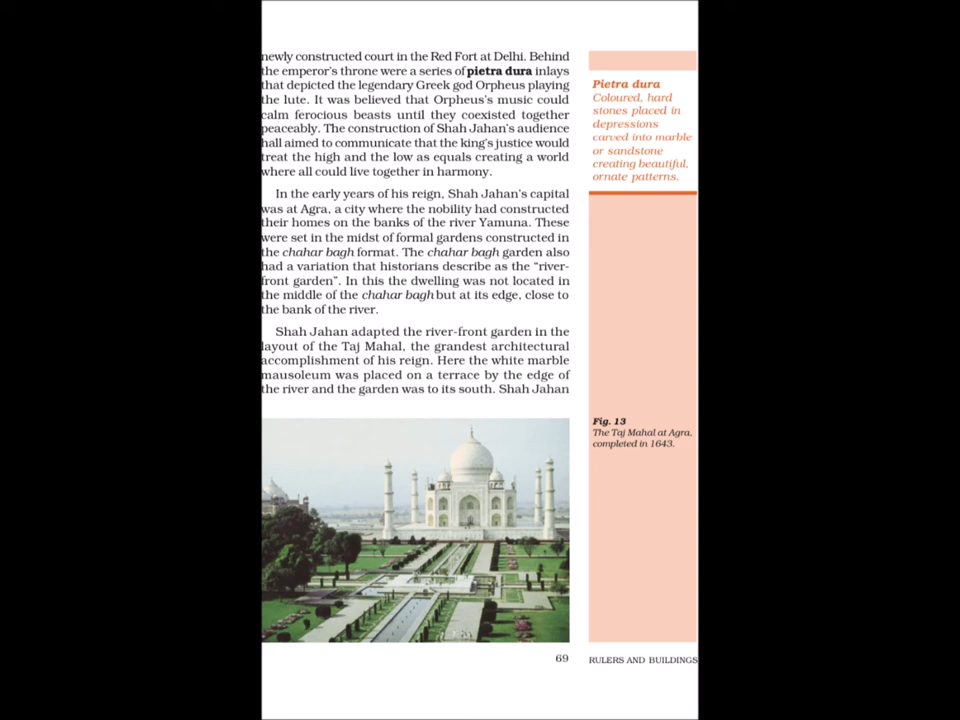 newly constructed court in the Red Fort at Delhi. Behind
the emperor's throne were a series of pietra dura inlays
that depicted the legendary Greek god Orpheus playing
the lute. It was believed that Orpheus's music could
calm ferocious beasts until they coexisted together
peaceably. The construction of Shah Jahan's audience
hall aimed to communicate that the king's justice would
treat the high and the low as equals creating a world
where all could live together in harmony.
In the early years of his reign, Shah Jahan's capital
was at Agra, a city where the nobility had constructed
their homes on the banks of the river Yamuna. These
were set in the midst of formal gardens constructed in
the chahar bagh format. The chahar bagh garden also
had a variation that historians describe as the “river-
front garden”. In this the dwelling was not located in
the middle of the chahar bagh but at its edge, close to
the bank of the river.
Shah Jahan adapted the river-front garden in the
layout of the Taj Mahal, the grandest architectural
accomplishment of his reign. Here the white marble
mausoleum was placed on a terrace by the edge of
the river and the garden was to its south. Shah Jahan
Pietra dura
Coloured, hard
stones placed in
depressions
carved into marble
or sandstone
creating beautiful,
ornate patterns.
Fig. 13
The Taj Mahal at Agra,
completed in 1643.
69
RULERS AND BUILDINGS